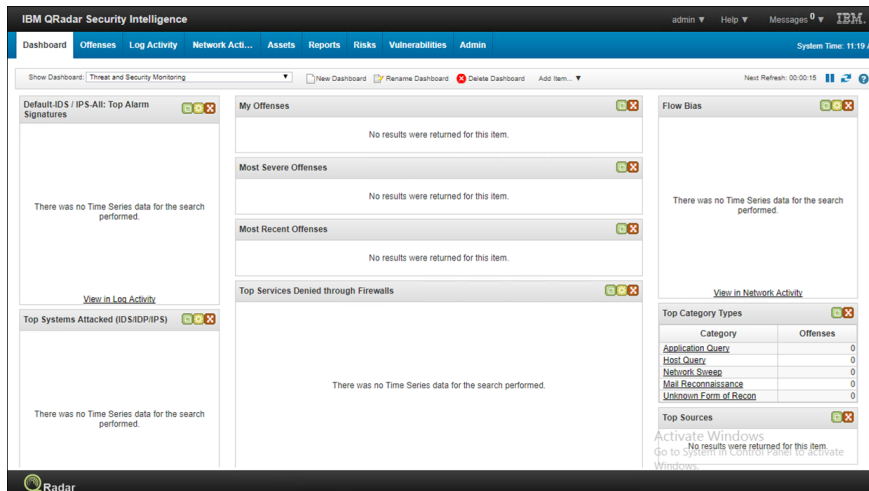 IBM QRadar Security Intelligence
admin ▼ Help ▼ Messages 0 ▼ IBM.
Dashboard Offenses Log Activity Network Acti... Assets Reports Risks Vulnerabilities Admin
System Time: 11:19 A
Show Dashboard: Threat and Security Monitoring ▼ New Dashboard Rename Dashboard Delete Dashboard Add Item... ▼
Next Refresh: 00:00:15
Default-IDS / IPS-All: Top Alarm
Signatures
There was no Time Series data for the search
performed.
View in Log Activity
Top Systems Attacked (IDS/IDP/IPS)
There was no Time Series data for the search
performed.
My Offenses
No results were returned for this item.
Most Severe Offenses
No results were returned for this item.
Most Recent Offenses
No results were returned for this item.
Top Services Denied through Firewalls
There was no Time Series data for the search performed.
Flow Bias
There was no Time Series data for the search
performed.
View in Network Activity
Top Category Types
Category Offenses
Application Query 0
Host Query 0
Network Sweep 0
Mail Reconnaissance 0
Unknown Form of Recon 0
Top Sources
No results were returned for this item.
Activate Windows
Go to System in Control Panel to activate
Windows.
QRadar